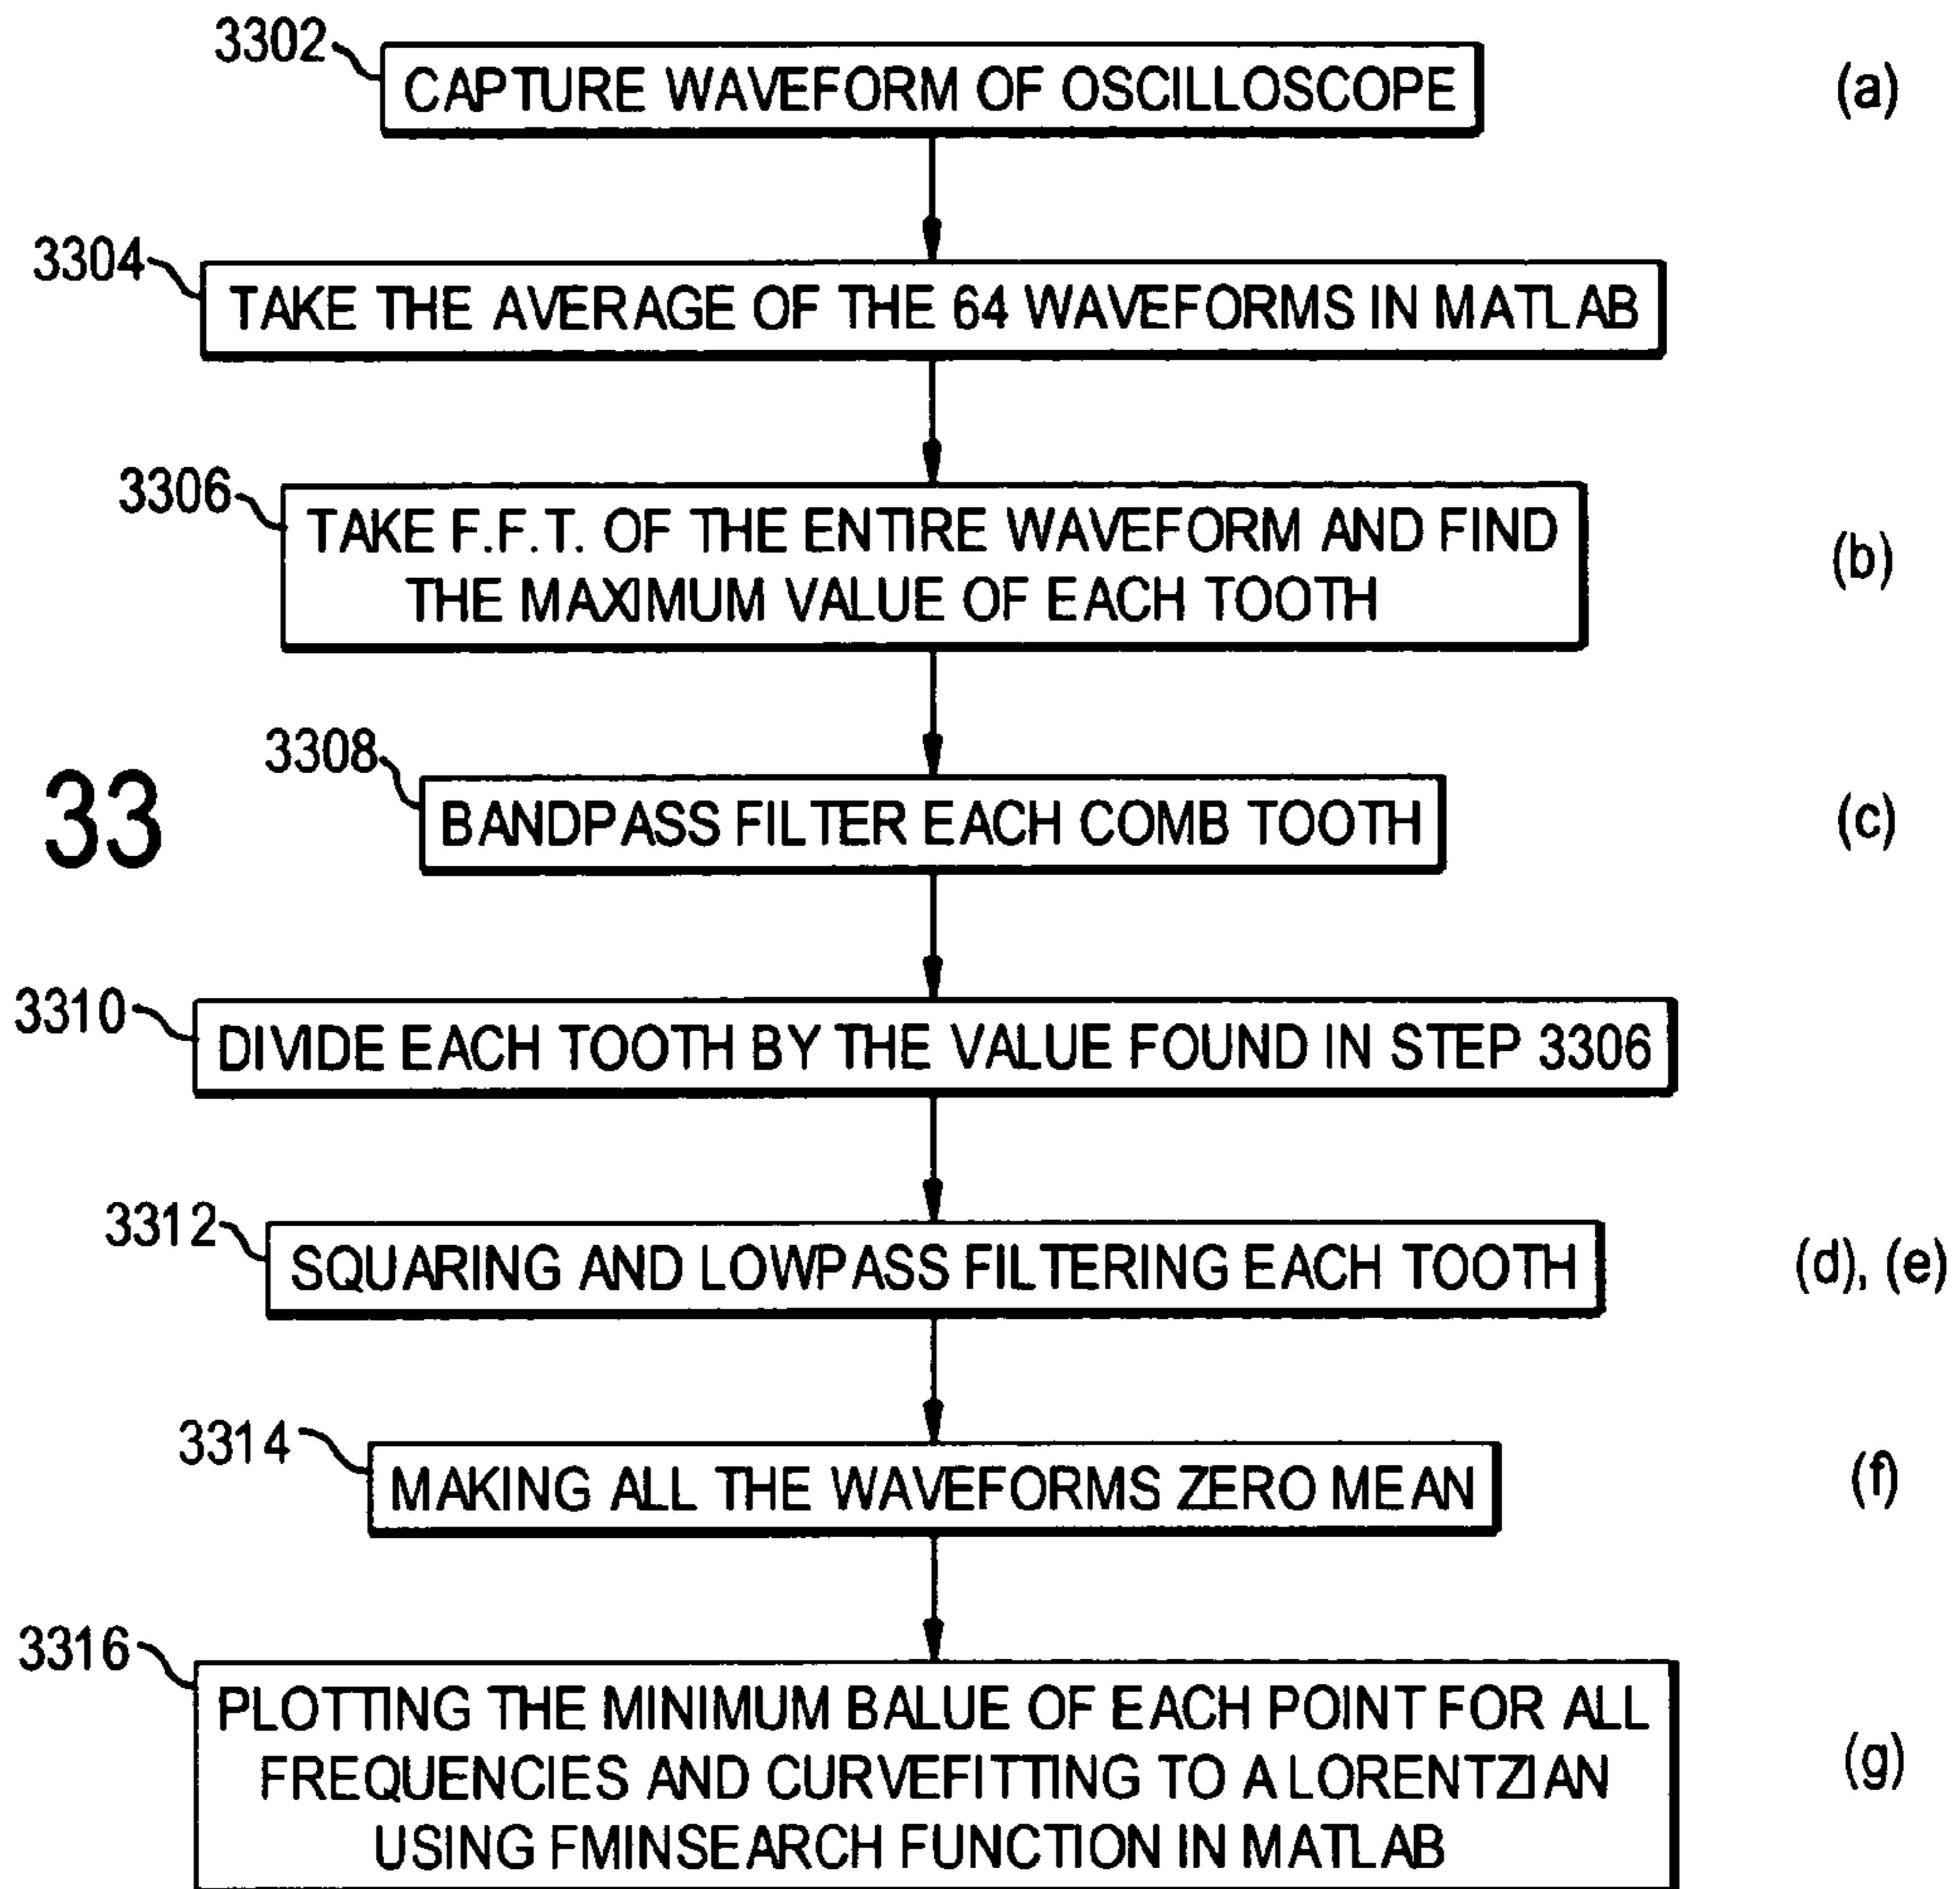 3302
CAPTURE WAVEFORM OF OSCILLOSCOPE
(a)
3304
TAKE THE AVERAGE OF THE 64 WAVEFORMS IN MATLAB
3306
TAKE F.F.T. OF THE ENTIRE WAVEFORM AND FIND
THE MAXIMUM VALUE OF EACH TOOTH
(b)
33
3308
BANDPASS FILTER EACH COMB TOOTH
(c)
3310
DIVIDE EACH TOOTH BY THE VALUE FOUND IN STEP 3306
3312
SQUARING AND LOWPASS FILTERING EACH TOOTH
(d), (e)
3314
MAKING ALL THE WAVEFORMS ZERO MEAN
(f)
3316
PLOTTING THE MINIMUM BALUE OF EACH POINT FOR ALL
FREQUENCIES AND CURVEFITTING TO A LORENTZIAN
USING FMINSEARCH FUNCTION IN MATLAB
(g)